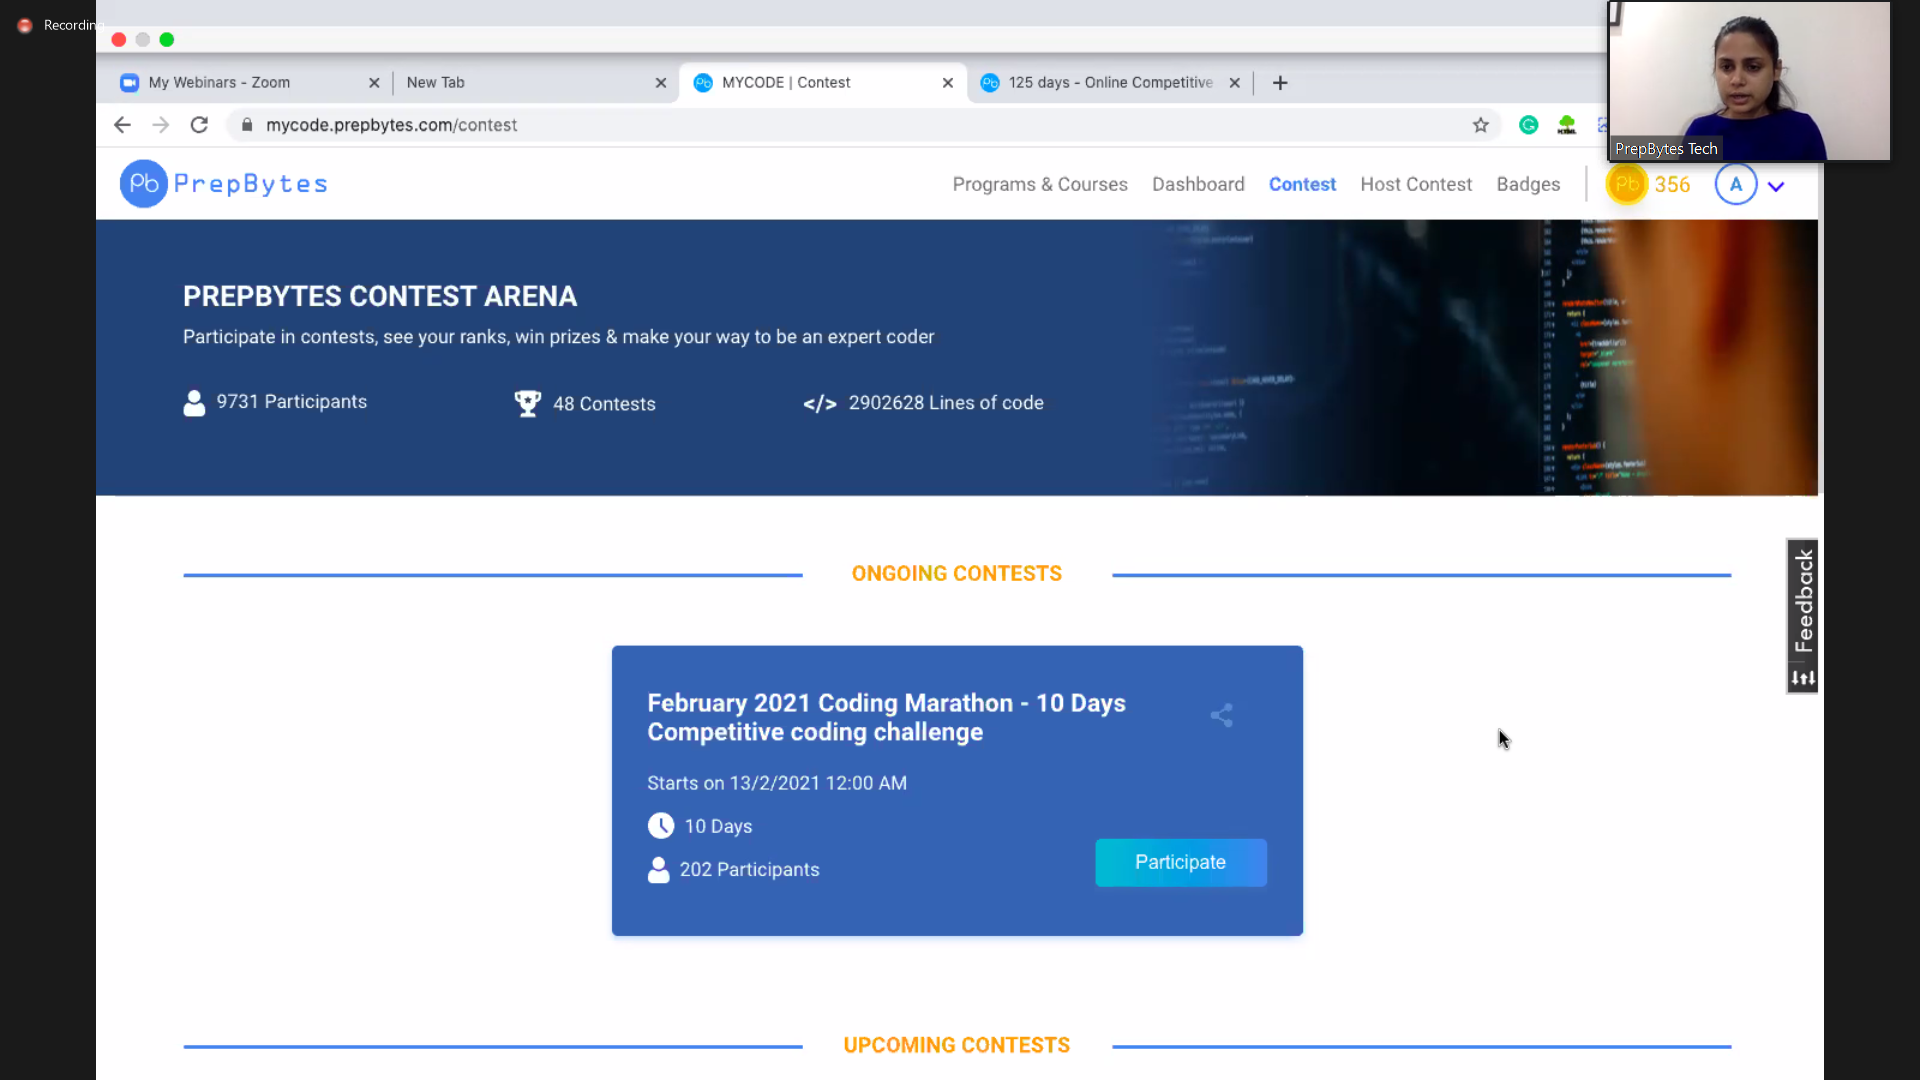 Recording
My Webinars - Zoom
New Tab
MYCODE | Contest
125 days - Online Competitive
mycode.prepbytes.com/contest
PrepBytes Tech
Pb PrepBytes
Programs & Courses
Dashboard
Contest
Host Contest
Badges
Pb 356
A
PREPBYTES CONTEST ARENA
Participate in contests, see your ranks, win prizes & make your way to be an expert coder
9731 Participants
48 Contests
</> 2902628 Lines of code
ONGOING CONTESTS
Feedback
February 2021 Coding Marathon - 10 Days
Competitive coding challenge
Starts on 13/2/2021 12:00 AM
10 Days
202 Participants
Participate
UPCOMING CONTESTS